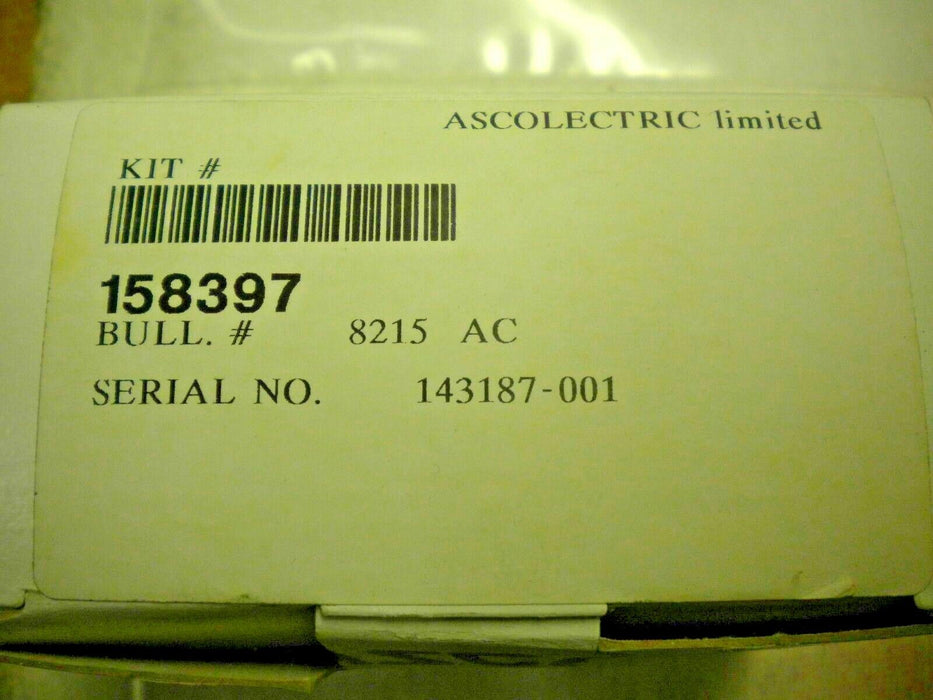 ASCOLECTRIC limited
KIT #
158397
BULL. # 8215 AC
SERIAL NO. 143187-001